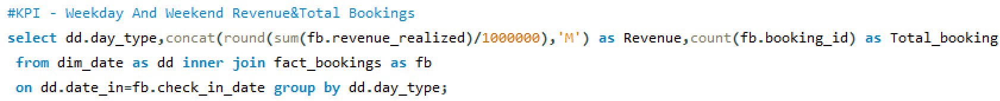 #KPI - Weekday And Weekend Revenue&Total Bookings
select dd.day_type,concat(round(sum(fb.revenue_realized)/1000000),'M') as Revenue,count(fb.booking_id) as Total_booking
from dim_date as dd inner join fact_bookings as fb
on dd.date_in=fb.check_in_date group by dd.day_type;